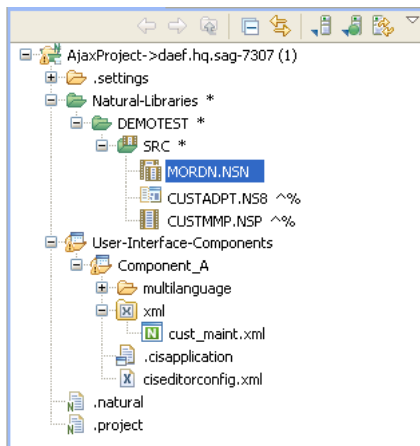 AjaxProject->daef.hq.sag-7307 (1)
.settings
Natural-Libraries *
DEMOTEST *
SRC *
MORDN.NSN
CUSTADPT.NS8 ^%
CUSTMMP.NSP ^%
User-Interface-Components
Component_A
multilanguage
xml
cust_maint.xml
.cisapplication
ciseditorconfig.xml
.natural
.project